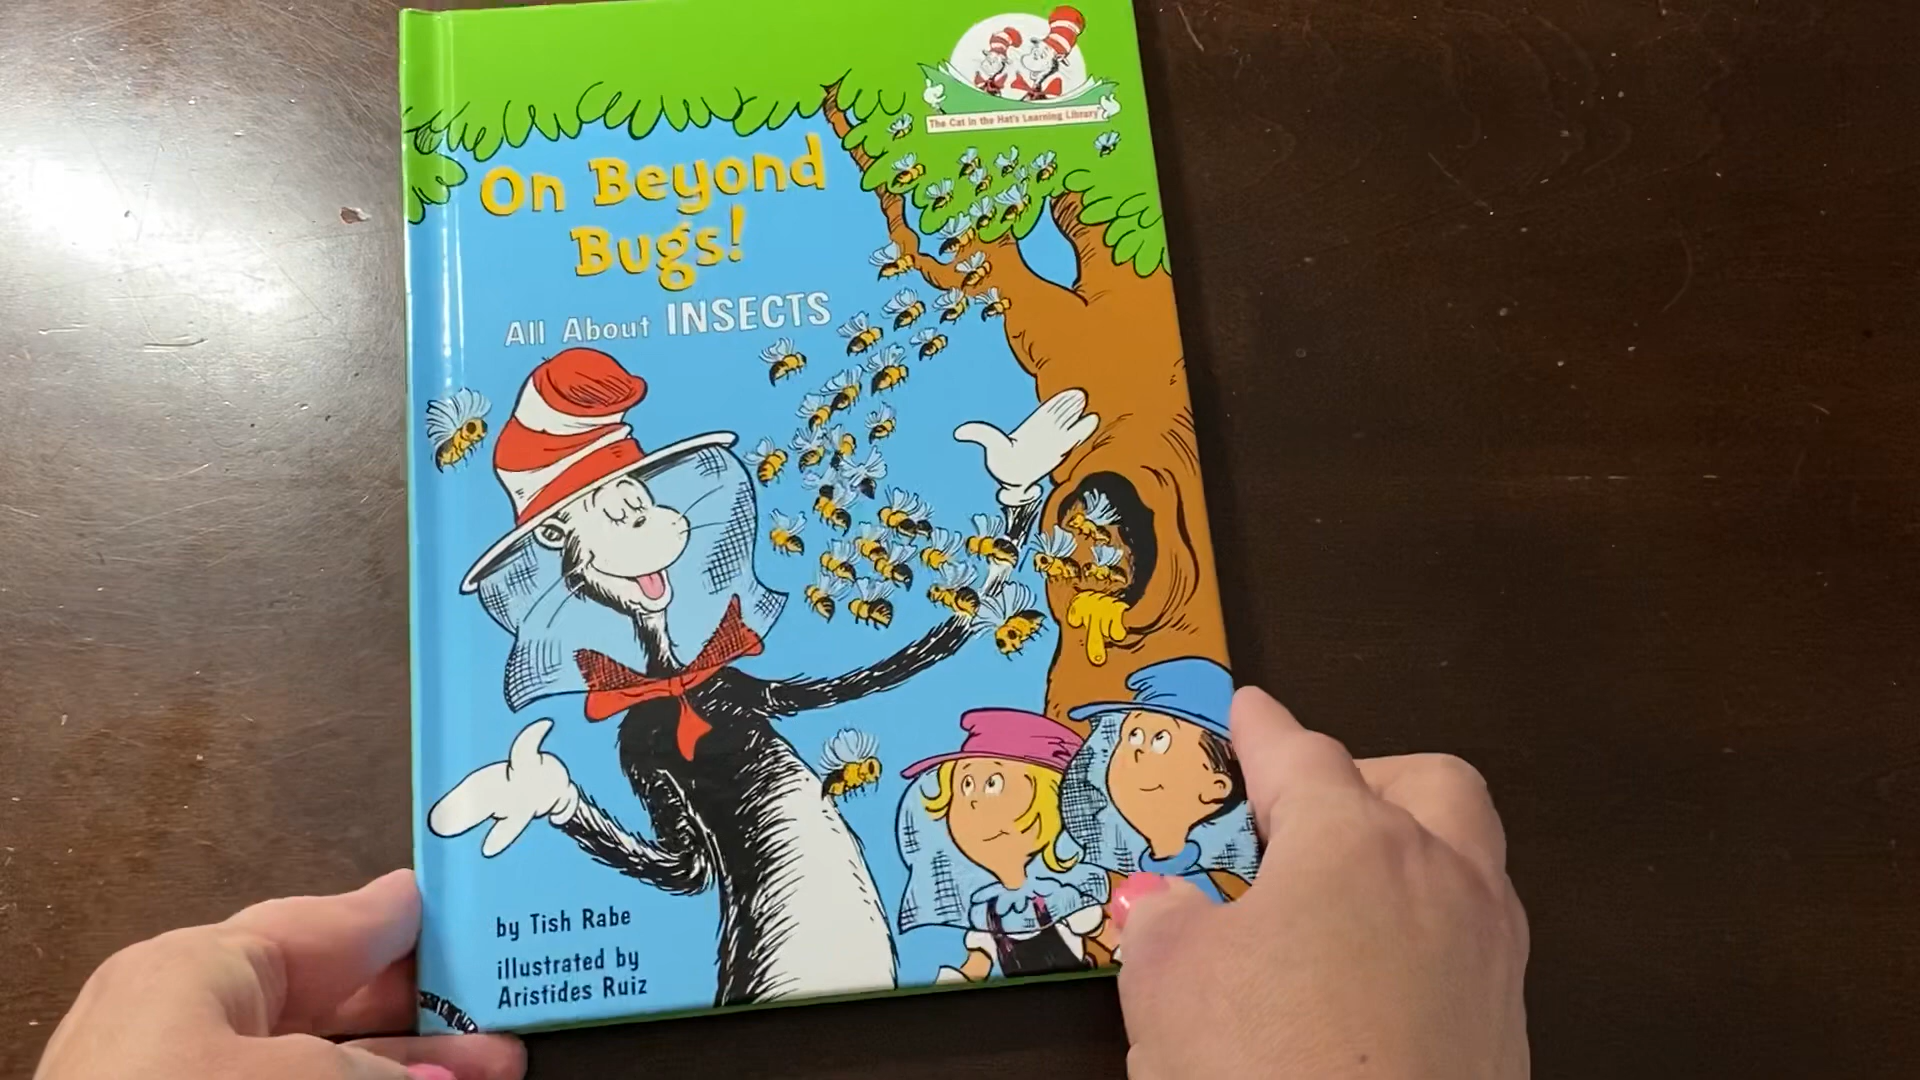 The Cat in the Hat's Learning Library
On Beyond
Bugs!
All About INSECTS
by Tish Rabe
illustrated by
Aristides Ruiz